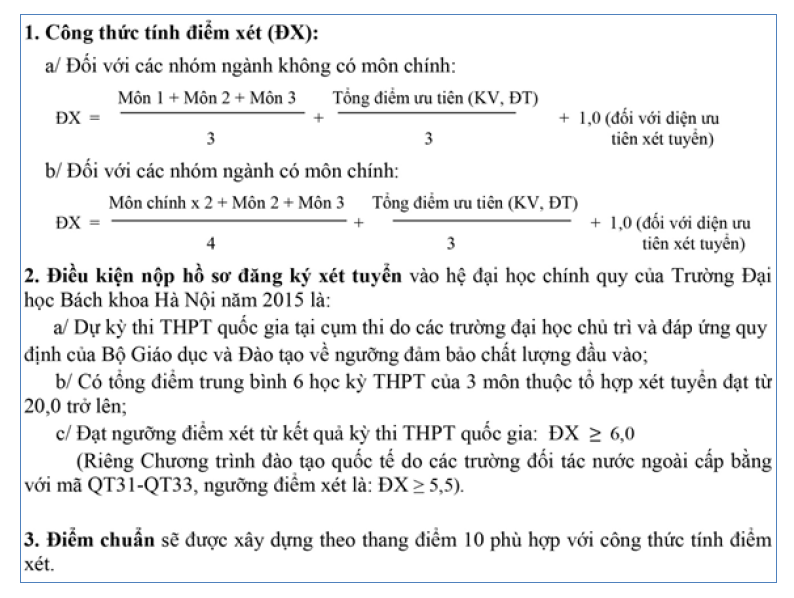 1. Công thức tính điểm xét (ĐX):
a/ Đối với các nhóm ngành không có môn chính:
ĐX = Môn 1 + Môn 2 + Môn 3 / 3 + Tổng điểm ưu tiên (KV, ĐT) / 3 + 1,0 (đối với diện ưu
tiên xét tuyển)
b/ Đối với các nhóm ngành có môn chính:
ĐX = Môn chính x 2 + Môn 2 + Môn 3 / 4 + Tổng điểm ưu tiên (KV, ĐT) / 3 + 1,0 (đối với diện ưu
tiên xét tuyển)
2. Điều kiện nộp hồ sơ đăng ký xét tuyển vào hệ đại học chính quy của Trường Đại
học Bách khoa Hà Nội năm 2015 là:
a/ Dự kỳ thi THPT quốc gia tại cụm thi do các trường đại học chủ trì và đáp ứng quy
định của Bộ Giáo dục và Đào tạo về ngưỡng đảm bảo chất lượng đầu vào;
b/ Có tổng điểm trung bình 6 học kỳ THPT của 3 môn thuộc tổ hợp xét tuyển đạt từ
20,0 trở lên;
c/ Đạt ngưỡng điểm xét từ kết quả kỳ thi THPT quốc gia: ĐX ≥ 6,0
(Riêng Chương trình đào tạo quốc tế do các trường đối tác nước ngoài cấp bằng
với mã QT31-QT33, ngưỡng điểm xét là: ĐX ≥ 5,5).
3. Điểm chuẩn sẽ được xây dựng theo thang điểm 10 phù hợp với công thức tính điểm
xét.